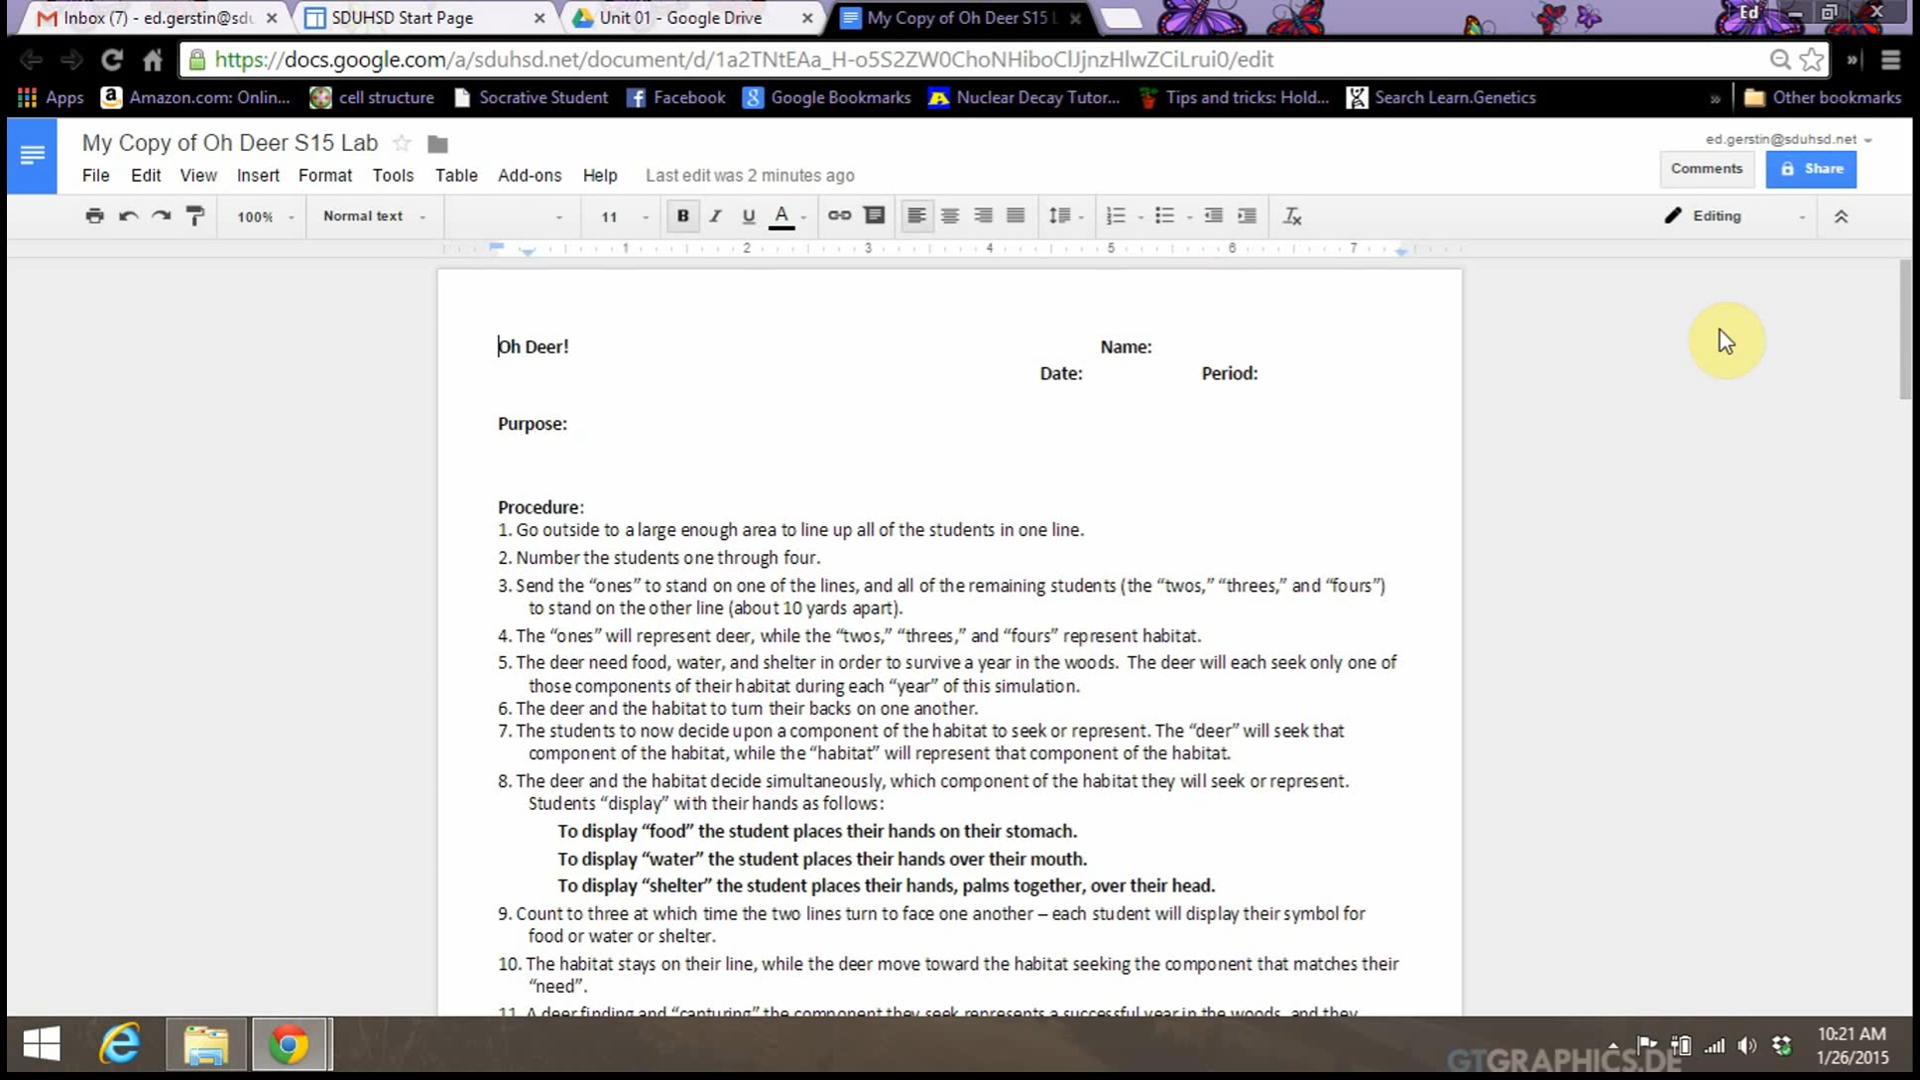 Inbox (7) - ed.gerstin@sdu
SDUHSD Start Page
Unit 01 - Google Drive
My Copy of Oh Deer S15 L
Ed
https://docs.google.com/a/sduhsd.net/document/d/1a2TNtEAa_H-o5S2ZW0ChoNHiboClJjnzHlwZCiLrui0/edit
Apps
Amazon.com: Onlin...
cell structure
Socrative Student
Facebook
Google Bookmarks
Nuclear Decay Tutor...
Tips and tricks: Hold...
Search Learn.Genetics
»
Other bookmarks
My Copy of Oh Deer S15 Lab
ed.gerstin@sduhsd.net
Comments
Share
File Edit View Insert Format Tools Table Add-ons Help Last edit was 2 minutes ago
100% Normal text 11 B I U A Editing
1 2 3 4 5 6 7
Oh Deer! Name:
Date: Period:
Purpose:
Procedure:
1. Go outside to a large enough area to line up all of the students in one line.
2. Number the students one through four.
3. Send the “ones” to stand on one of the lines, and all of the remaining students (the “twos,” “threes,” and “fours”)
to stand on the other line (about 10 yards apart).
4. The “ones” will represent deer, while the “twos,” “threes,” and “fours” represent habitat.
5. The deer need food, water, and shelter in order to survive a year in the woods. The deer will each seek only one of
those components of their habitat during each “year” of this simulation.
6. The deer and the habitat to turn their backs on one another.
7. The students to now decide upon a component of the habitat to seek or represent. The “deer” will seek that
component of the habitat, while the “habitat” will represent that component of the habitat.
8. The deer and the habitat decide simultaneously, which component of the habitat they will seek or represent.
Students “display” with their hands as follows:
To display “food” the student places their hands on their stomach.
To display “water” the student places their hands over their mouth.
To display “shelter” the student places their hands, palms together, over their head.
9. Count to three at which time the two lines turn to face one another – each student will display their symbol for
food or water or shelter.
10. The habitat stays on their line, while the deer move toward the habitat seeking the component that matches their
“need”.
11. A deer finding and “capturing” the component they seek represents a successful year in the woods, and they
GTGRAPHICS.DE
10:21 AM
1/26/2015